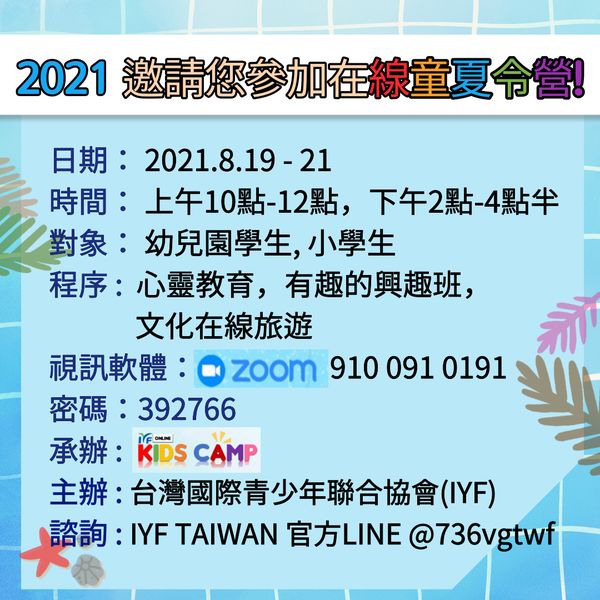 2021 邀請您參加在線童夏令營!
日期： 2021.8.19 - 21
時間： 上午10點-12點，下午2點-4點半
對象： 幼兒園學生, 小學生
程序 : 心靈教育，有趣的興趣班，
文化在線旅遊
視訊軟體： zoom 910 091 0191
密碼：392766
承辦 : iYF ONLINE KIDS CAMP
主辦 : 台灣國際青少年聯合協會(IYF)
諮詢 : IYF TAIWAN 官方LINE @736vgtwf